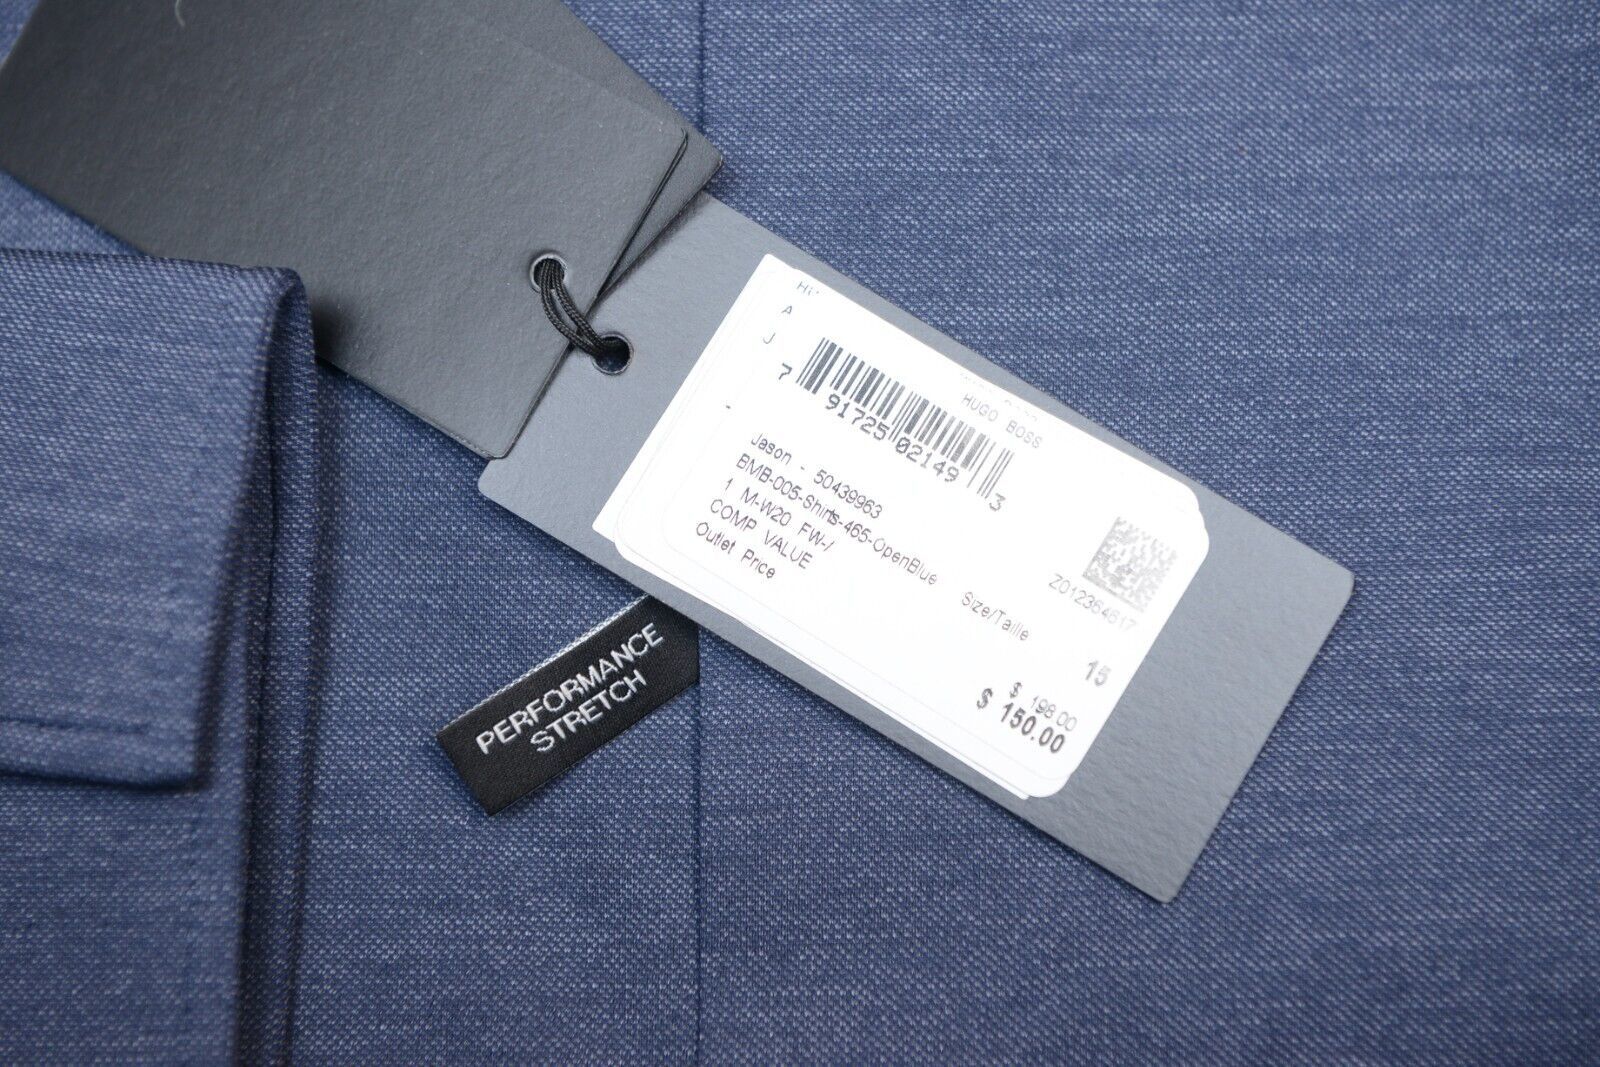 HUGO BOSS
A
J
7 91725 02149 3
Jason - 50439963
BMB-005-Shirts-465-OpenBlue
1 M-W20 FW-/
COMP VALUE
Outlet Price
Z012364617
Size/Taille
15
$ 198.00
$ 150.00
PERFORMANCE
STRETCH